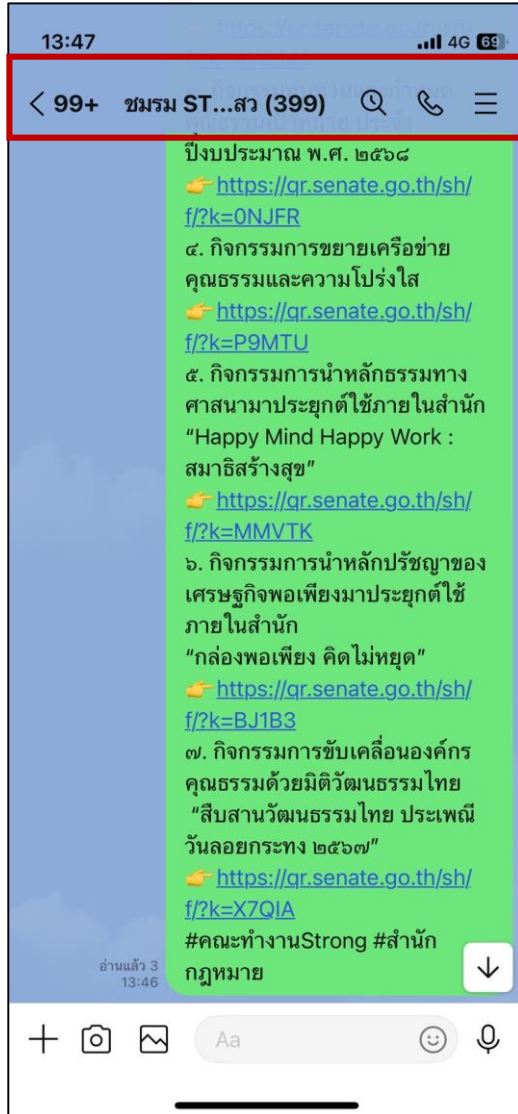 13:47
4G 69
99+ ชมรม ST...สว (399)
ปีงบประมาณ พ.ศ. ๒๕๖๘
👉https://qr.senate.go.th/sh/
f/?k=0NJFR
๔. กิจกรรมการขยายเครือข่าย
คุณธรรมและความโปร่งใส
👉https://qr.senate.go.th/sh/
f/?k=P9MTU
๕. กิจกรรมการนำหลักธรรมทาง
ศาสนามาประยุกต์ใช้ภายในสำนัก
“Happy Mind Happy Work :
สมาธิสร้างสุข”
👉https://qr.senate.go.th/sh/
f/?k=MMVTK
๖. กิจกรรมการนำหลักปรัชญาของ
เศรษฐกิจพอเพียงมาประยุกต์ใช้
ภายในสำนัก
“กล่องพอเพียง คิดไม่หยุด”
👉https://qr.senate.go.th/sh/
f/?k=BJ1B3
๗. กิจกรรมการขับเคลื่อนองค์กร
คุณธรรมด้วยมิติวัฒนธรรมไทย
“สืบสานวัฒนธรรมไทย ประเพณี
วันลอยกระทง ๒๕๖๗”
👉https://qr.senate.go.th/sh/
f/?k=X7QIA
#คณะทำงานStrong #สำนัก
กฎหมาย
อ่านแล้ว 3
13:46
Aa